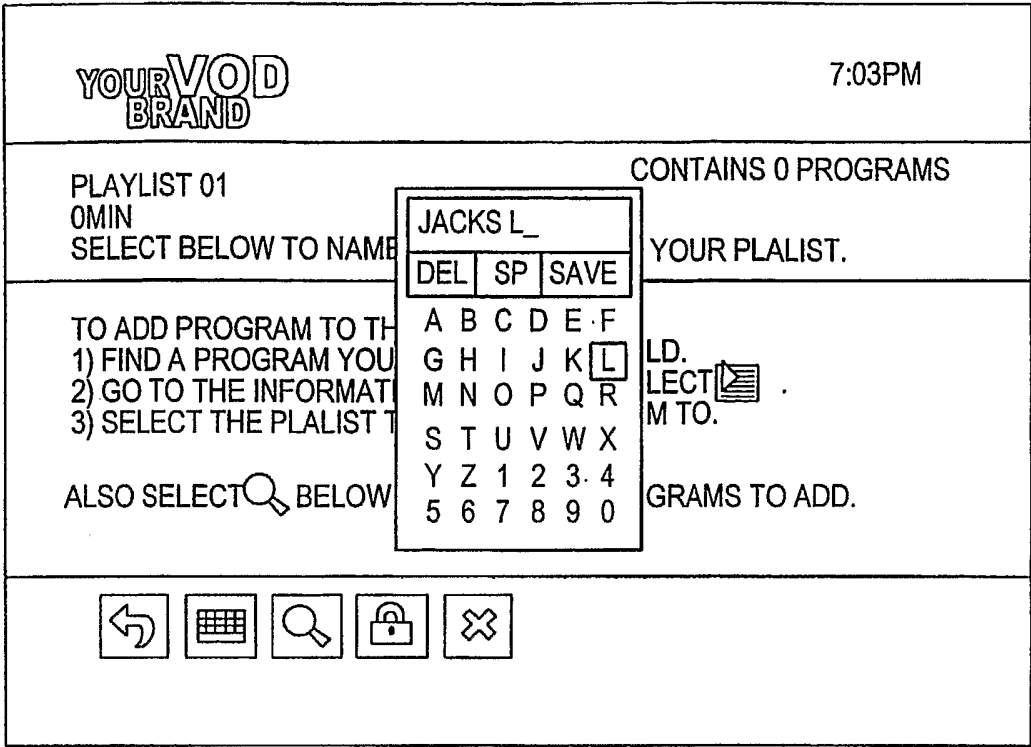 YOUR VOD
BRAND
7:03PM
PLAYLIST 01
CONTAINS 0 PROGRAMS
0MIN
SELECT BELOW TO NAME YOUR PLALIST.
JACKS L_
DEL SP SAVE
A B C D E F
G H I J K L
M N O P Q R
S T U V W X
Y Z 1 2 3 4
5 6 7 8 9 0
TO ADD PROGRAM TO TH
1) FIND A PROGRAM YOU LD.
2) GO TO THE INFORMATI LECT .
3) SELECT THE PLALIST T M TO.
ALSO SELECT BELOW GRAMS TO ADD.